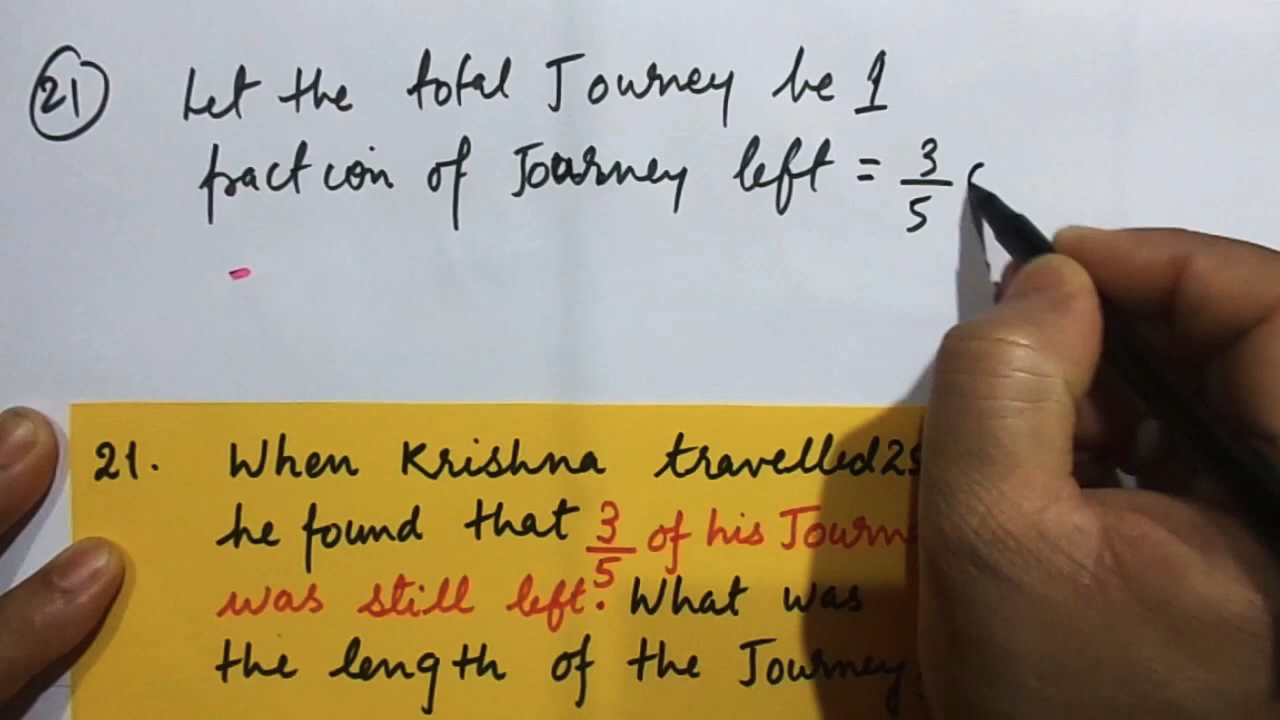 21 Let the total Journey be 1
fraction of Journey left = 3/5
21. When Krishna travelled
he found that 3/5 of his
was still left. What was
the length of the Journey